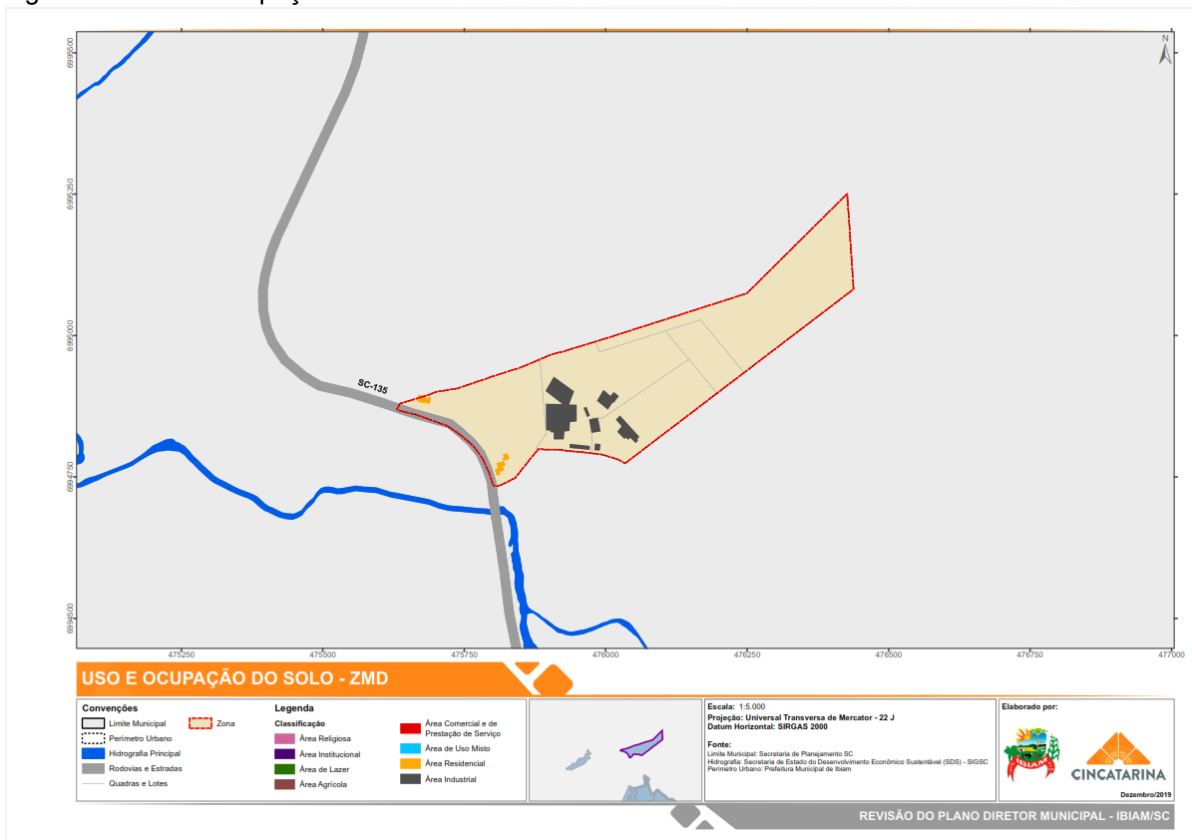 N
6995500
6995250
6995000
6994750
6994500
SC-135
475250
475500
475750
476000
476250
476500
476750
477000
USO E OCUPAÇÃO DO SOLO - ZMD
Convenções
Limite Municipal
Zona
Perímetro Urbano
Hidrografia Principal
Rodovias e Estradas
Quadras e Lotes
Legenda
Classificação
Área Religiosa
Área Institucional
Área de Lazer
Área Agrícola
Área Comercial e de
Prestação de Serviço
Área de Uso Misto
Área Residencial
Área Industrial
Escala: 1:5.000
Projeção: Universal Transversa de Mercator - 22 J
Datum Horizontal: SIRGAS 2000
Fonte:
Limite Municipal: Secretaria de Planejamento SC
Hidrografia: Secretaria de Estado do Desenvolvimento Econômico Sustentável (SDS) - SIGSC
Perímetro Urbano: Prefeitura Municipal de Ibiam
Elaborado por:
IBIAM
CINCATARINA
Dezembro/2019
REVISÃO DO PLANO DIRETOR MUNICIPAL - IBIAM/SC